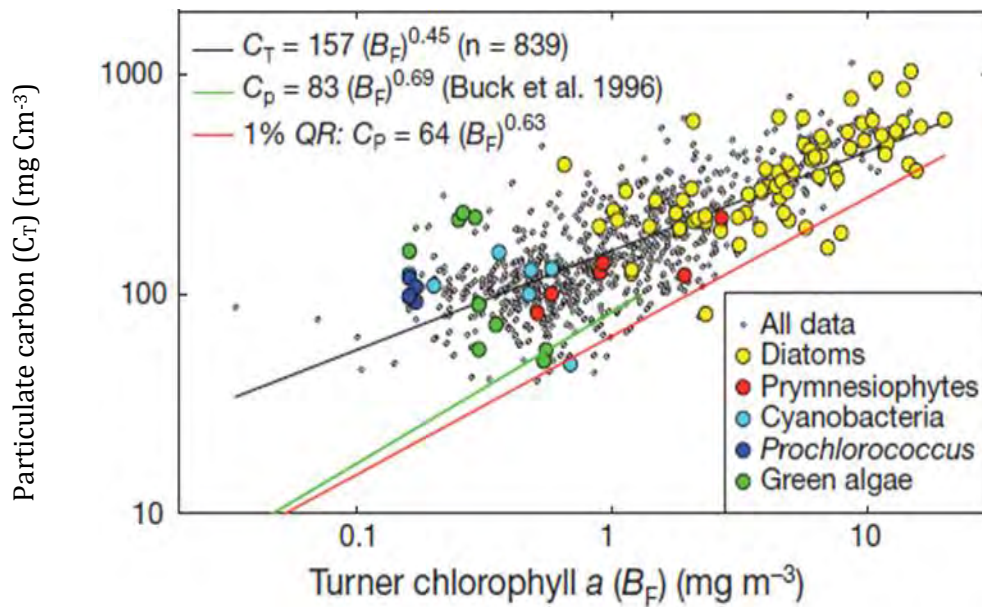 C_T = 157 (B_F)^0.45 (n = 839)
C_P = 83 (B_F)^0.69 (Buck et al. 1996)
1% QR: C_P = 64 (B_F)^0.63
1000
100
10
Particulate carbon (C_T) (mg Cm⁻³)
All data
Diatoms
Prymnesiophytes
Cyanobacteria
Prochlorococcus
Green algae
0.1 1 10
Turner chlorophyll a (B_F) (mg m⁻³)